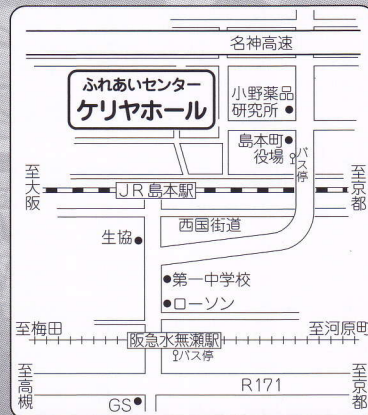 名神高速
ふれあいセンター
ケリヤホール
小野薬品
研究所
島本町
役場
バス停
至大阪
JR島本駅
至京都
西国街道
生協
第一中学校
ローソン
至梅田
阪急水無瀬駅
至河原町
バス停
至高槻
R171
至京都
GS